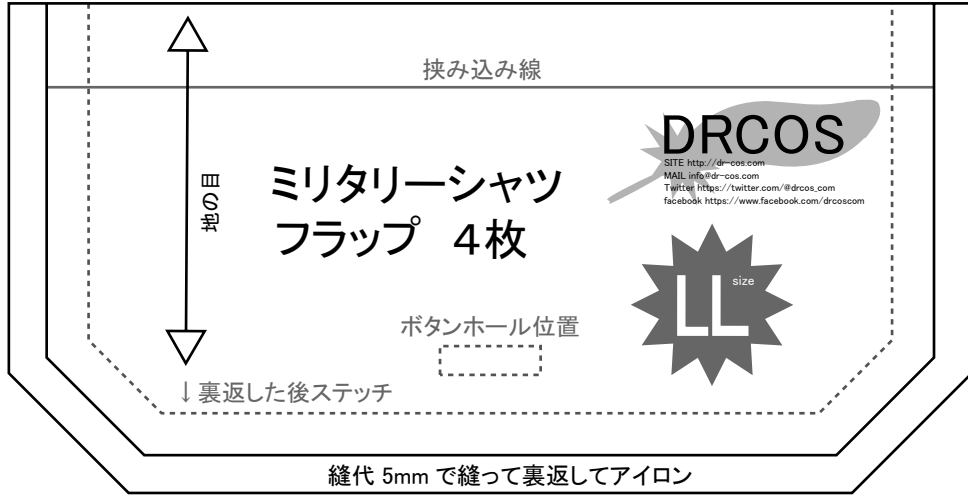 挟み込み線
DRCOS
SITE http://dr-cos.com
MAIL info@dr-cos.com
Twitter https://twitter.com/@drcos_com
facebook https://www.facebook.com/drcoscom
地の目
ミリタリーシャツ
フラップ　4枚
LL size
ボタンホール位置
↓裏返した後ステッチ
縫代 5mm で縫って裏返してアイロン